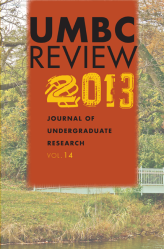 UMBC
REVIEW
2013
JOURNAL OF
UNDERGRADUATE
RESEARCH
VOL. 14